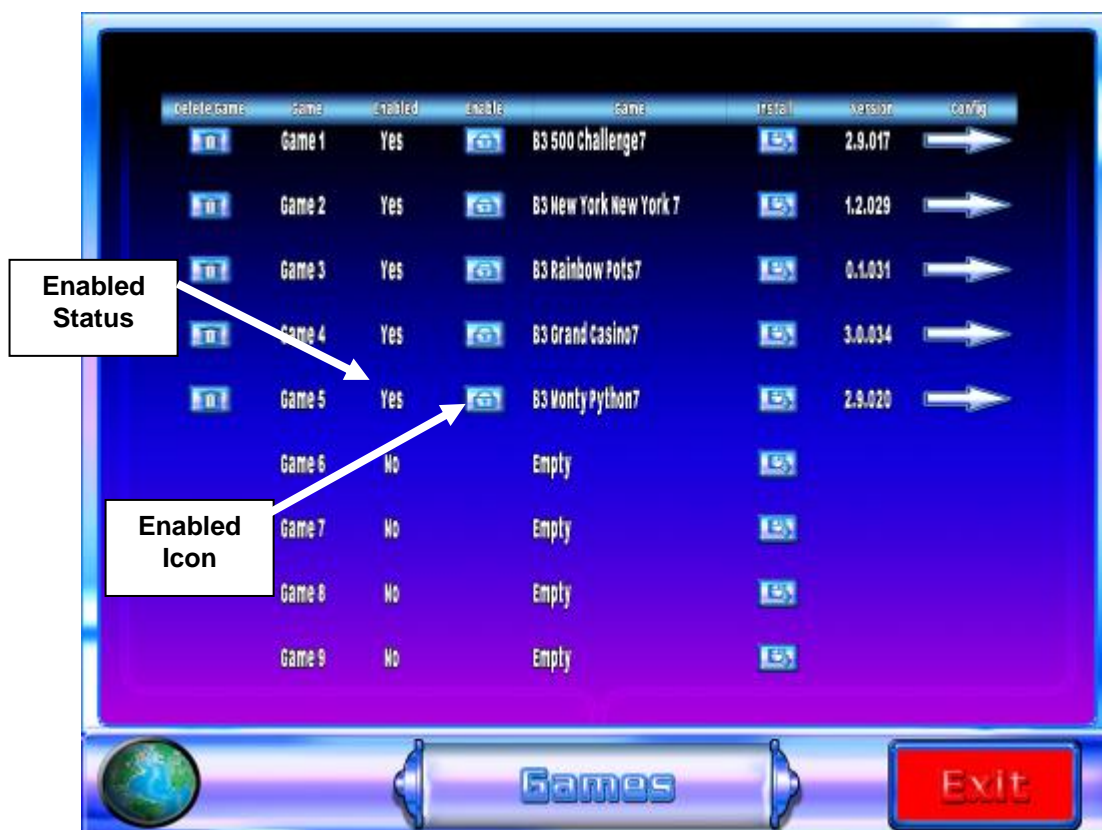 Delete Game Game Enabled Enable Game Install Version Config
Game 1 Yes B3 500 Challenge7 2.9.017
Game 2 Yes B3 New York New York 7 1.2.029
Game 3 Yes B3 Rainbow Pots7 0.1.031
Enabled
Status
Game 4 Yes B3 Grand Casino7 3.0.034
Game 5 Yes B3 Monty Python7 2.9.020
Game 6 No Empty
Enabled
Icon
Game 7 No Empty
Game 8 No Empty
Game 9 No Empty
Games
Exit